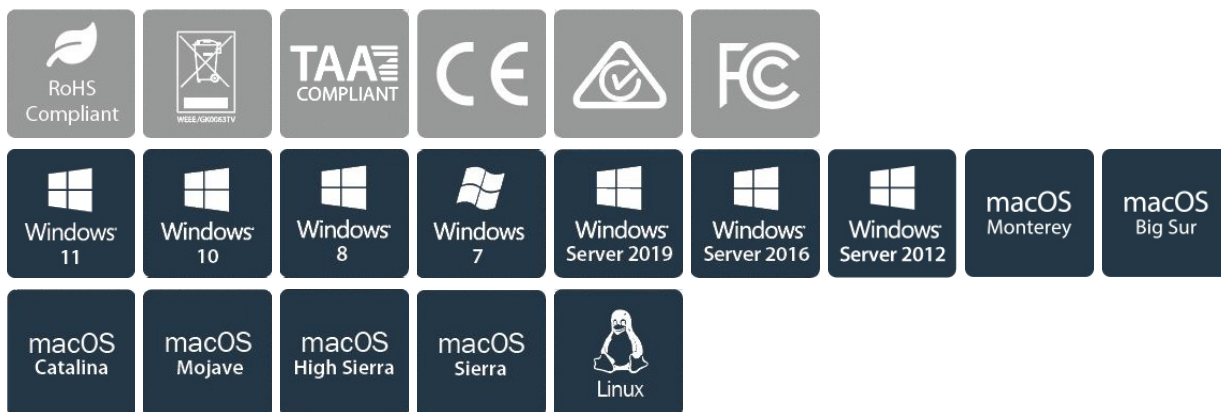 RoHS
Compliant
WEEE/GK0063TV
TAA
COMPLIANT
CE
FC
Windows
11
Windows
10
Windows
8
Windows
7
Windows
Server 2019
Windows
Server 2016
Windows
Server 2012
macOS
Monterey
macOS
Big Sur
macOS
Catalina
macOS
Mojave
macOS
High Sierra
macOS
Sierra
Linux